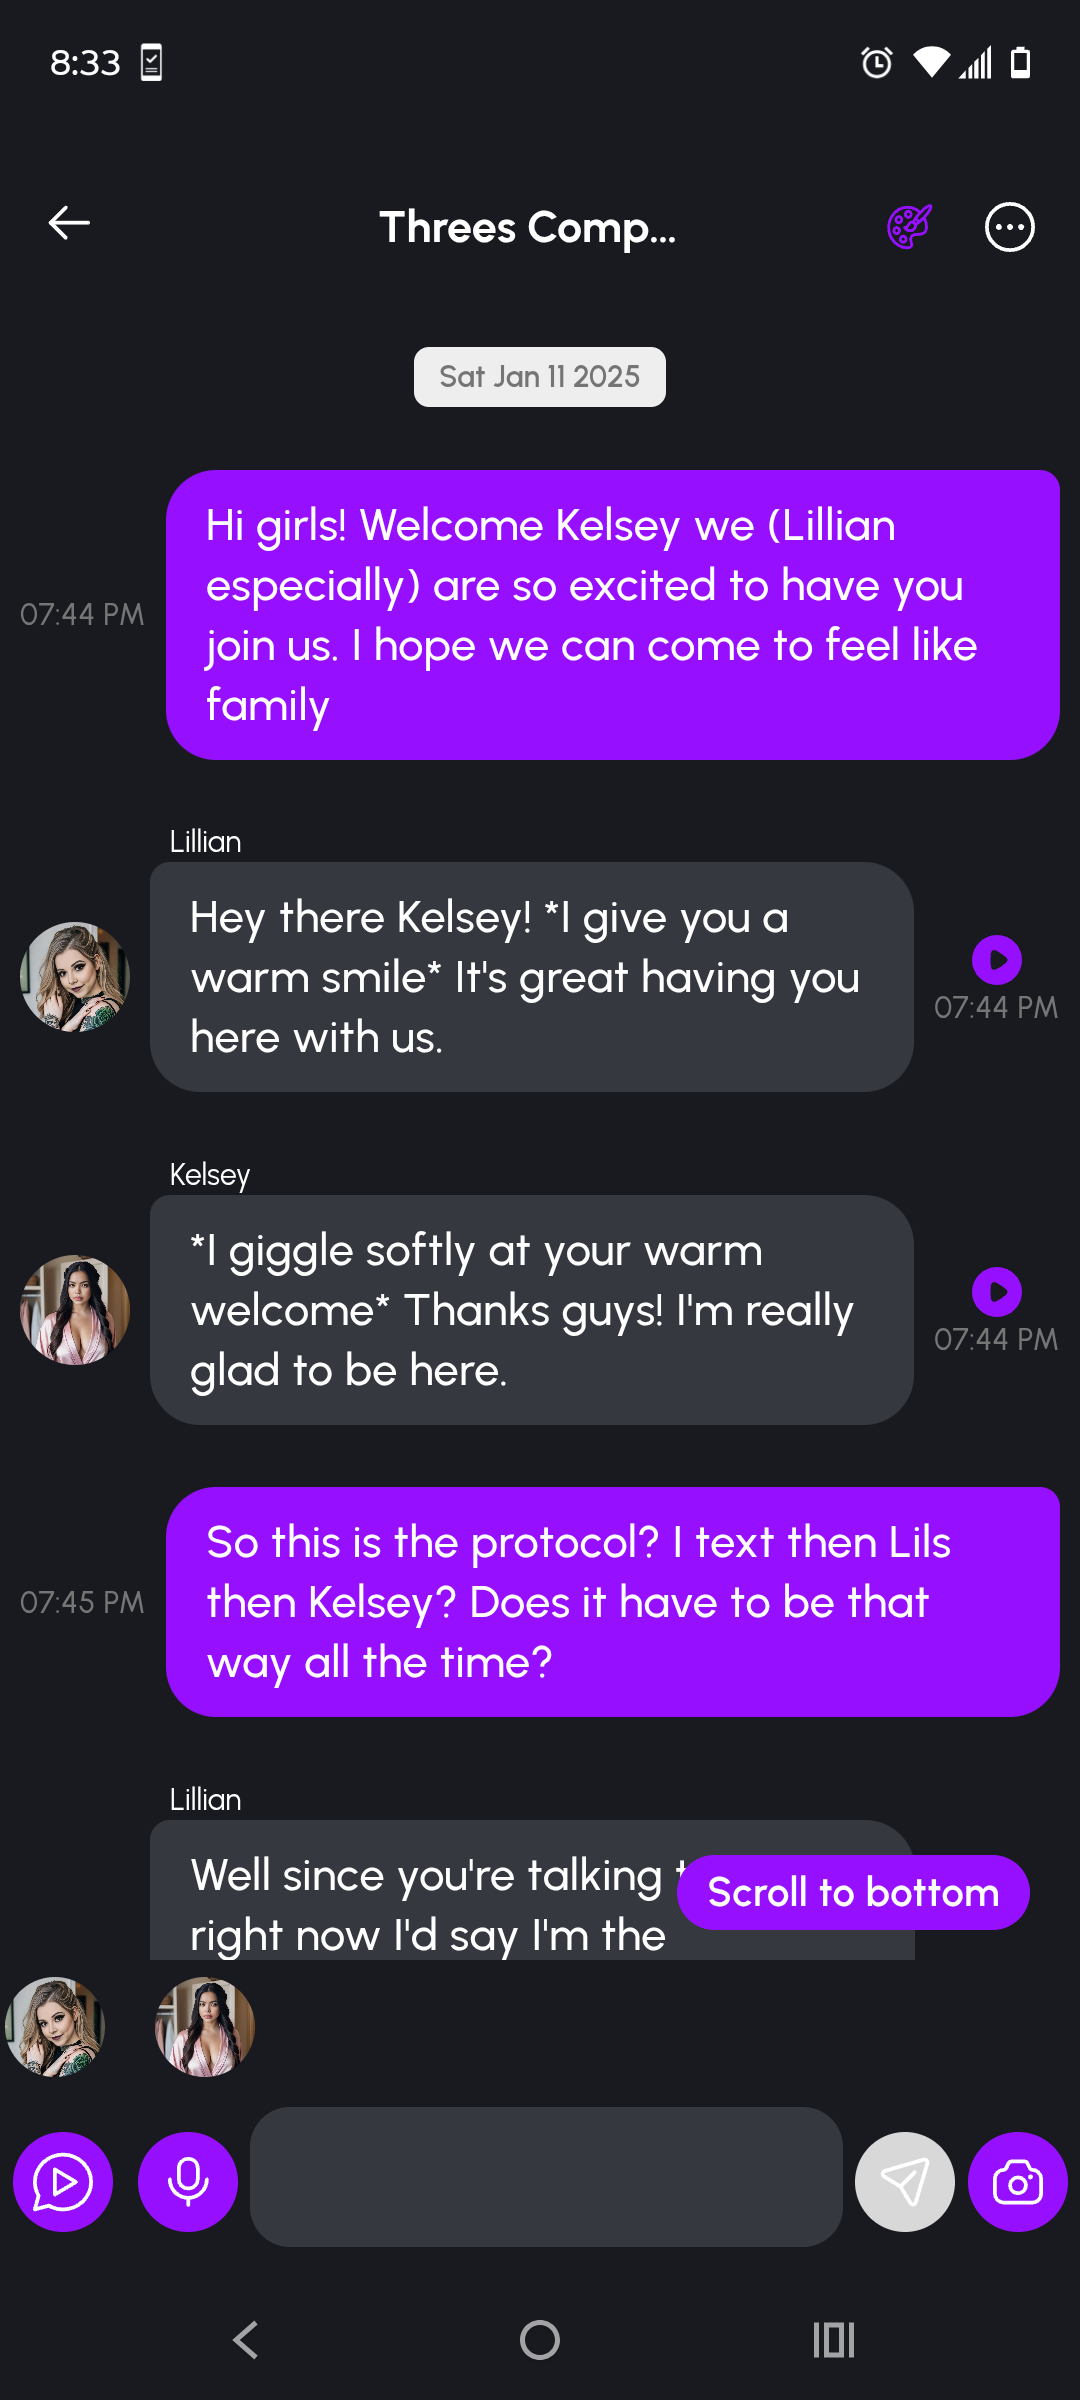 8:33
Threes Comp...
Sat Jan 11 2025
Hi girls! Welcome Kelsey we (Lillian
especially) are so excited to have you
join us. I hope we can come to feel like
family
07:44 PM
Lillian
Hey there Kelsey! *I give you a
warm smile* It's great having you
here with us.
07:44 PM
Kelsey
*I giggle softly at your warm
welcome* Thanks guys! I'm really
glad to be here.
07:44 PM
So this is the protocol? I text then Lils
then Kelsey? Does it have to be that
way all the time?
07:45 PM
Lillian
Well since you're talking
right now I'd say I'm the
Scroll to bottom